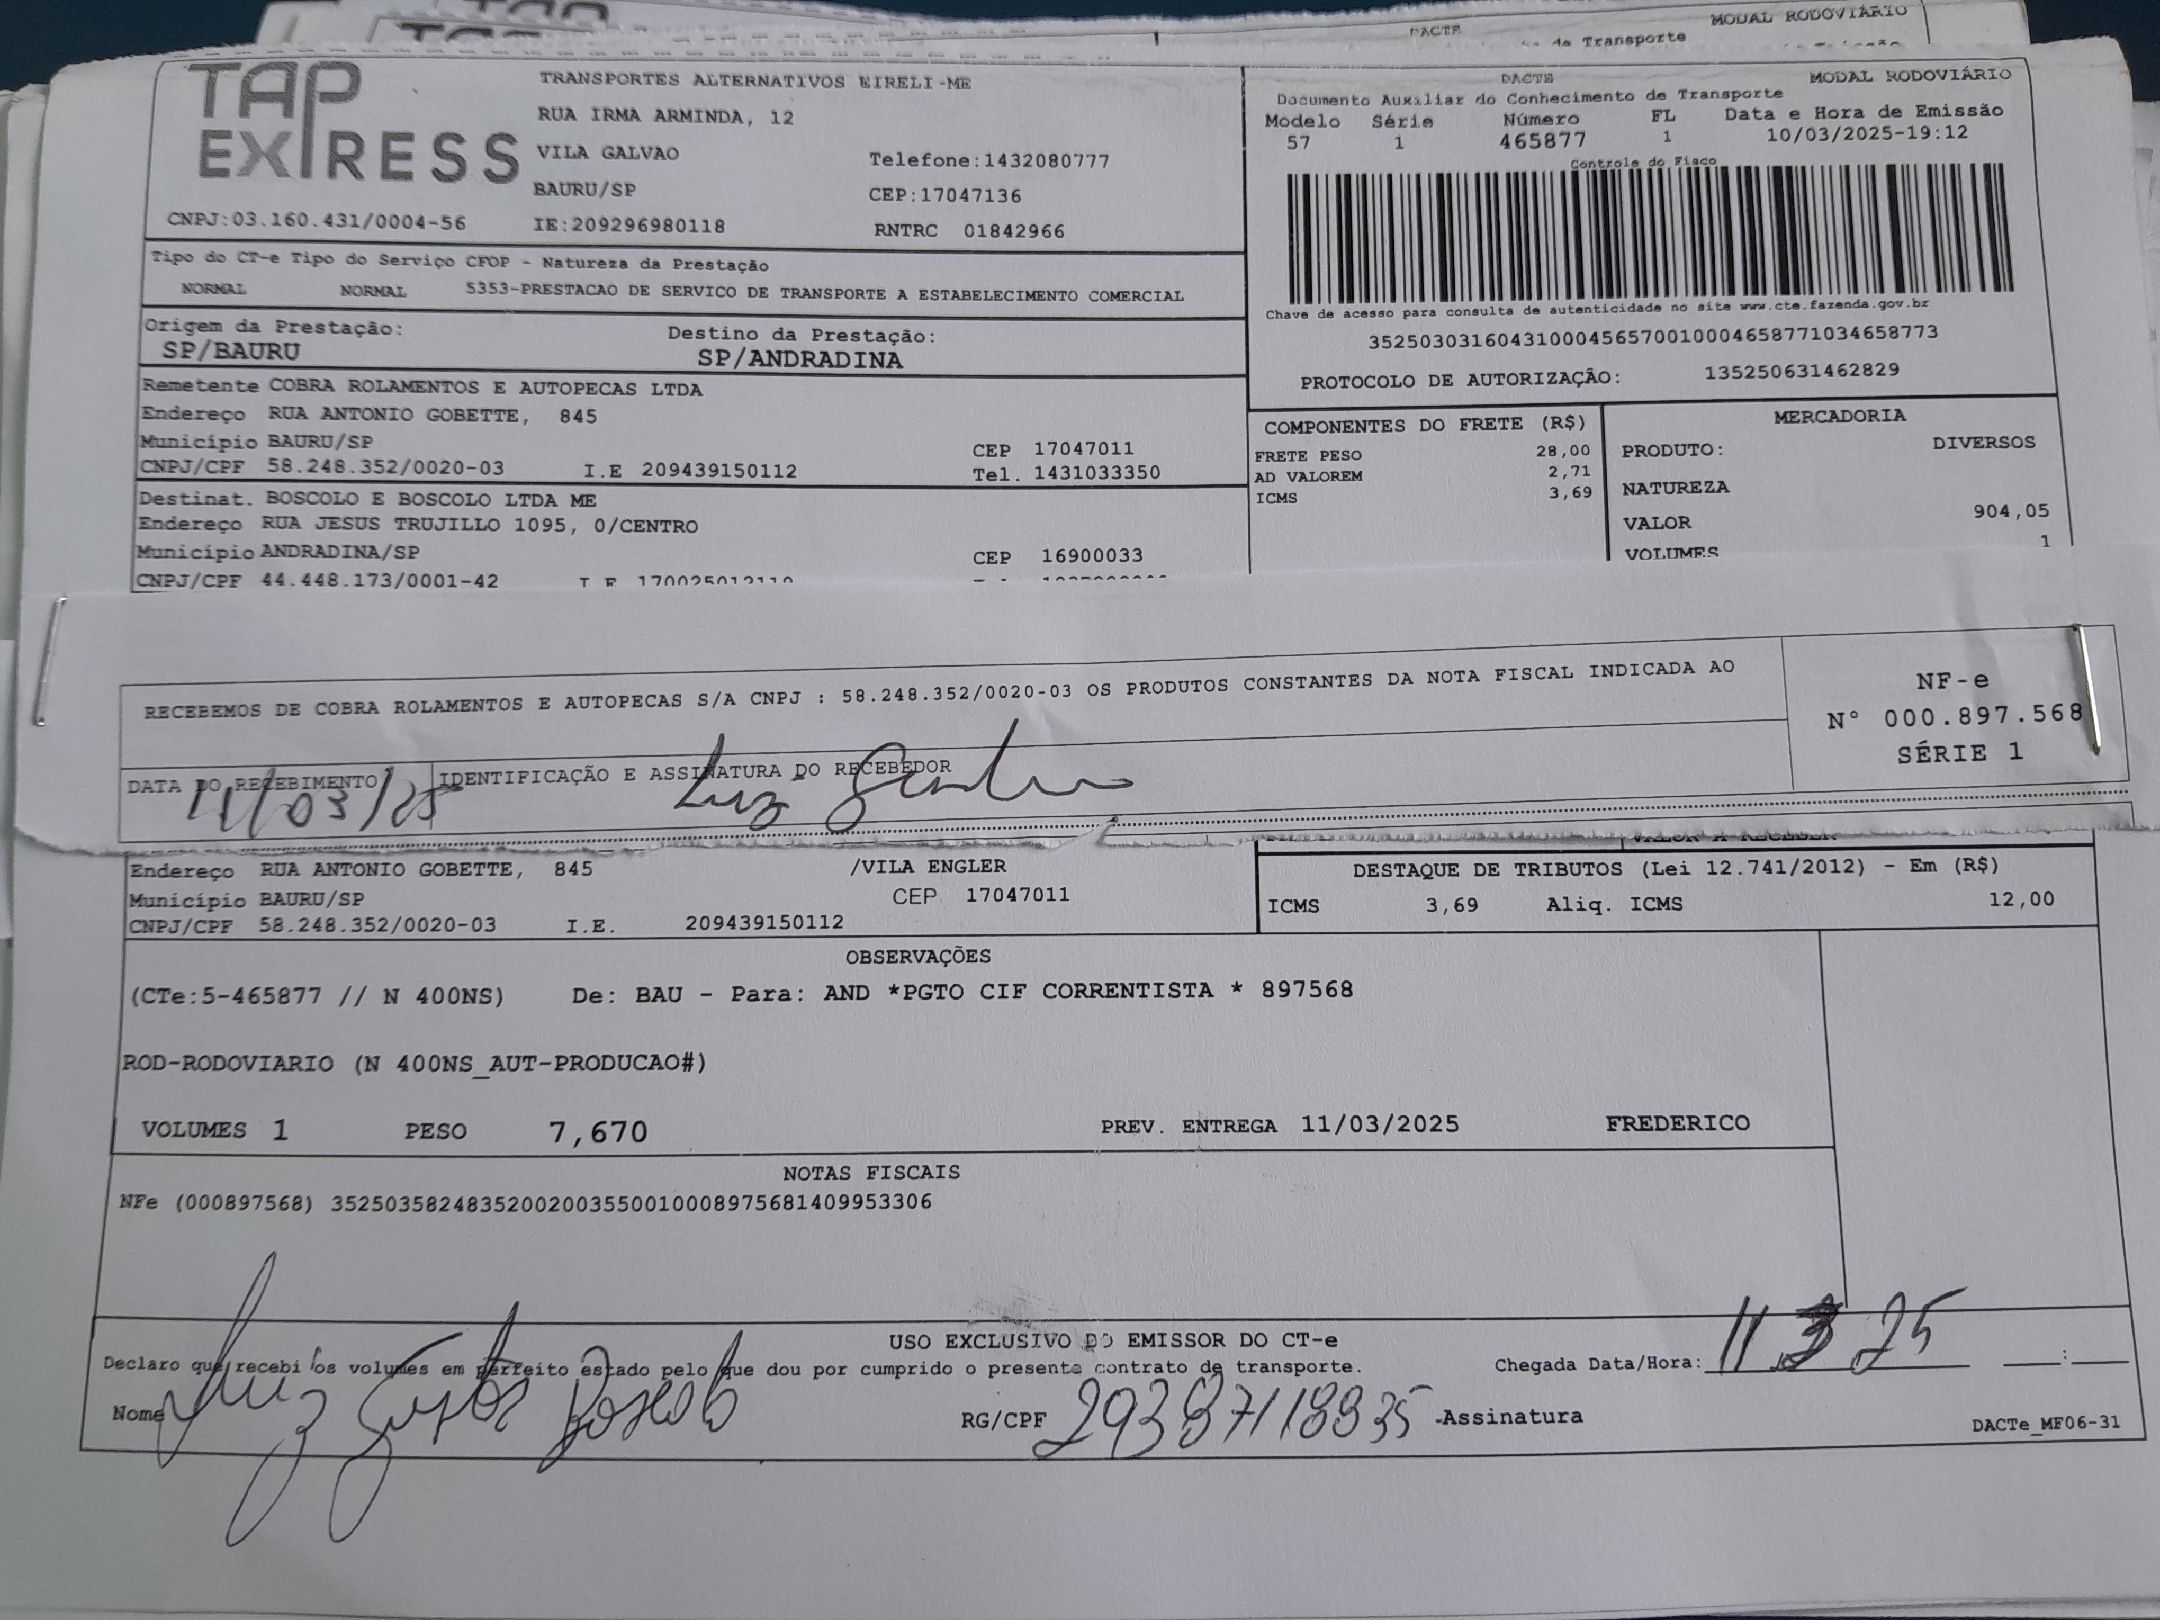 DACTE
MODAL RODOVIÁRIO
de Transporte
TAP EXPRESS
TRANSPORTES ALTERNATIVOS EIRELI-ME
RUA IRMA ARMINDA, 12
VILA GALVAO
Telefone:1432080777
BAURU/SP
CEP:17047136
CNPJ:03.160.431/0004-56 IE:209296980118 RNTRC 01842966
DACTE MODAL RODOVIÁRIO
Documento Auxiliar do Conhecimento de Transporte
Modelo Série Número FL Data e Hora de Emissão
57 1 465877 1 10/03/2025-19:12
Controle do Fisco
Chave de acesso para consulta de autenticidade no site www.cte.fazenda.gov.br
35250303160431000456570010004658771034658773
PROTOCOLO DE AUTORIZAÇÃO: 135250631462829
Tipo do CT-e Tipo do Serviço CFOP - Natureza da Prestação
NORMAL NORMAL 5353-PRESTACAO DE SERVICO DE TRANSPORTE A ESTABELECIMENTO COMERCIAL
Origem da Prestação: Destino da Prestação:
SP/BAURU SP/ANDRADINA
Remetente COBRA ROLAMENTOS E AUTOPECAS LTDA
Endereço RUA ANTONIO GOBETTE, 845
Município BAURU/SP CEP 17047011
CNPJ/CPF 58.248.352/0020-03 I.E 209439150112 Tel. 1431033350
Destinat. BOSCOLO E BOSCOLO LTDA ME
Endereço RUA JESUS TRUJILLO 1095, 0/CENTRO
Município ANDRADINA/SP CEP 16900033
CNPJ/CPF 44.448.173/0001-42 I.E 170025012110
COMPONENTES DO FRETE (R$)
FRETE PESO 28,00
AD VALOREM 2,71
ICMS 3,69
MERCADORIA
PRODUTO: DIVERSOS
NATUREZA
VALOR 904,05
VOLUMES 1
RECEBEMOS DE COBRA ROLAMENTOS E AUTOPECAS S/A CNPJ : 58.248.352/0020-03 OS PRODUTOS CONSTANTES DA NOTA FISCAL INDICADA AO
NF-e
Nº 000.897.568
SÉRIE 1
DATA DO RECEBIMENTO IDENTIFICAÇÃO E ASSINATURA DO RECEBEDOR
11/03/25 Luiz
VALOR A RECEBER
Endereço RUA ANTONIO GOBETTE, 845 /VILA ENGLER
Município BAURU/SP CEP 17047011
CNPJ/CPF 58.248.352/0020-03 I.E. 209439150112
DESTAQUE DE TRIBUTOS (Lei 12.741/2012) - Em (R$)
ICMS 3,69 Aliq. ICMS 12,00
OBSERVAÇÕES
(CTe:5-465877 // N 400NS) De: BAU - Para: AND *PGTO CIF CORRENTISTA * 897568
ROD-RODOVIARIO (N 400NS_AUT-PRODUCAO#)
VOLUMES 1 PESO 7,670 PREV. ENTREGA 11/03/2025 FREDERICO
NOTAS FISCAIS
NFe (000897568) 35250358248352002003550010008975681409953306
USO EXCLUSIVO DO EMISSOR DO CT-e
Declaro que recebi os volumes em perfeito estado pelo que dou por cumprido o presente contrato de transporte. Chegada Data/Hora: 11 3 25 :
Nome Luiz Boscolo RG/CPF 29387118835 -Assinatura
DACTe_MF06-31